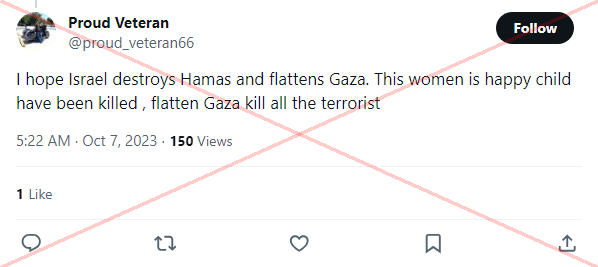 Proud Veteran
@proud_veteran66
Follow
I hope Israel destroys Hamas and flattens Gaza. This women is happy child
have been killed , flatten Gaza kill all the terrorist
5:22 AM · Oct 7, 2023 · 150 Views
1 Like